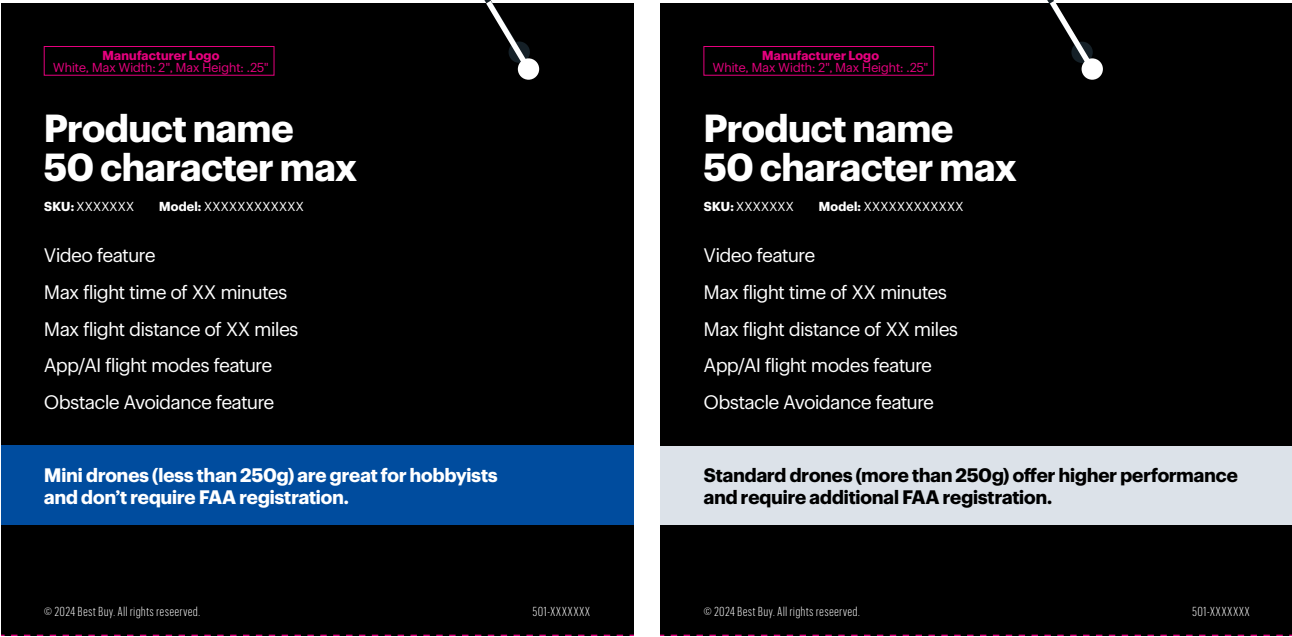 Manufacturer Logo
White, Max Width: 2", Max Height: .25"
Product name
50 character max
SKU: XXXXXXX Model: XXXXXXXXXXXX
Video feature
Max flight time of XX minutes
Max flight distance of XX miles
App/AI flight modes feature
Obstacle Avoidance feature
Mini drones (less than 250g) are great for hobbyists
and don’t require FAA registration.
© 2024 Best Buy. All rights reseerved. 501-XXXXXXX
Manufacturer Logo
White, Max Width: 2", Max Height: .25"
Product name
50 character max
SKU: XXXXXXX Model: XXXXXXXXXXXX
Video feature
Max flight time of XX minutes
Max flight distance of XX miles
App/AI flight modes feature
Obstacle Avoidance feature
Standard drones (more than 250g) offer higher performance
and require additional FAA registration.
© 2024 Best Buy. All rights reseerved. 501-XXXXXXX